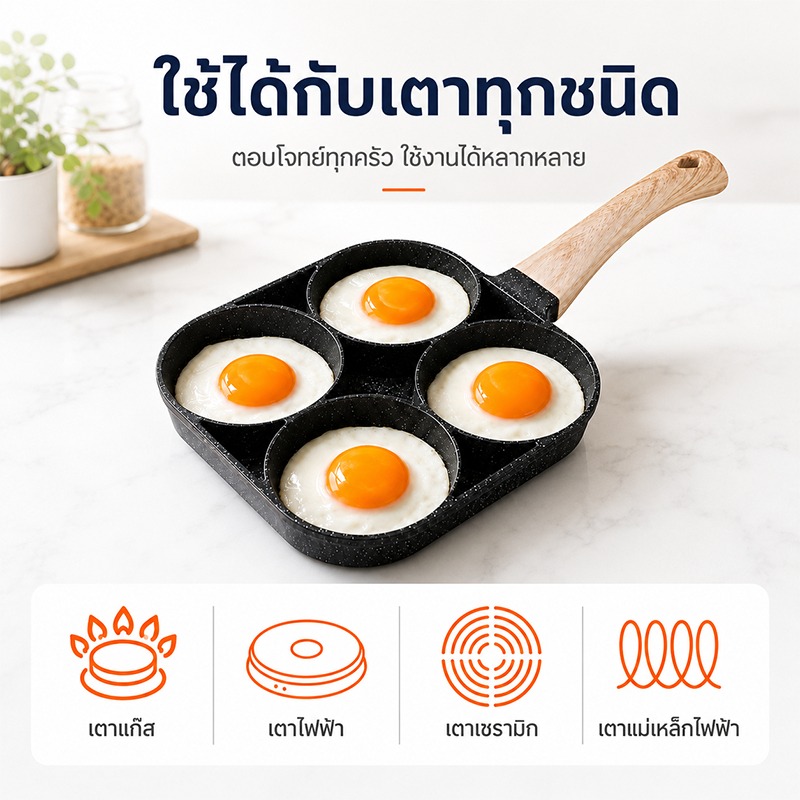 ใช้ได้กับเตาทุกชนิด
ตอบโจทย์ทุกครัว ใช้งานได้หลากหลาย
เตาแก๊ส
เตาไฟฟ้า
เตาเซรามิก
เตาแม่เหล็กไฟฟ้า